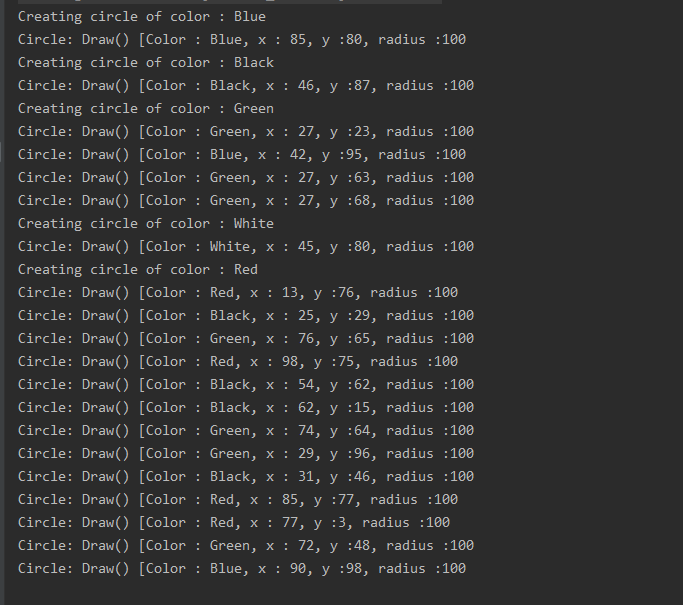 Creating circle of color : Blue
Circle: Draw() [Color : Blue, x : 85, y :80, radius :100
Creating circle of color : Black
Circle: Draw() [Color : Black, x : 46, y :87, radius :100
Creating circle of color : Green
Circle: Draw() [Color : Green, x : 27, y :23, radius :100
Circle: Draw() [Color : Blue, x : 42, y :95, radius :100
Circle: Draw() [Color : Green, x : 27, y :63, radius :100
Circle: Draw() [Color : Green, x : 27, y :68, radius :100
Creating circle of color : White
Circle: Draw() [Color : White, x : 45, y :80, radius :100
Creating circle of color : Red
Circle: Draw() [Color : Red, x : 13, y :76, radius :100
Circle: Draw() [Color : Black, x : 25, y :29, radius :100
Circle: Draw() [Color : Green, x : 76, y :65, radius :100
Circle: Draw() [Color : Red, x : 98, y :75, radius :100
Circle: Draw() [Color : Black, x : 54, y :62, radius :100
Circle: Draw() [Color : Black, x : 62, y :15, radius :100
Circle: Draw() [Color : Green, x : 74, y :64, radius :100
Circle: Draw() [Color : Green, x : 29, y :96, radius :100
Circle: Draw() [Color : Black, x : 31, y :46, radius :100
Circle: Draw() [Color : Red, x : 85, y :77, radius :100
Circle: Draw() [Color : Red, x : 77, y :3, radius :100
Circle: Draw() [Color : Green, x : 72, y :48, radius :100
Circle: Draw() [Color : Blue, x : 90, y :98, radius :100